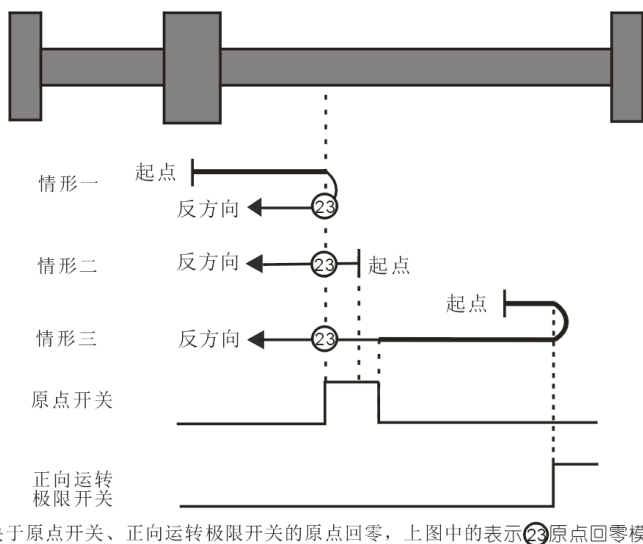 情形一
起点
反方向 23
情形二
反方向 23 起点
起点
情形三
反方向 23
原点开关
正向运转
极限开关
于原点开关、正向运转极限开关的原点回零，上图中的表示23原点回零模